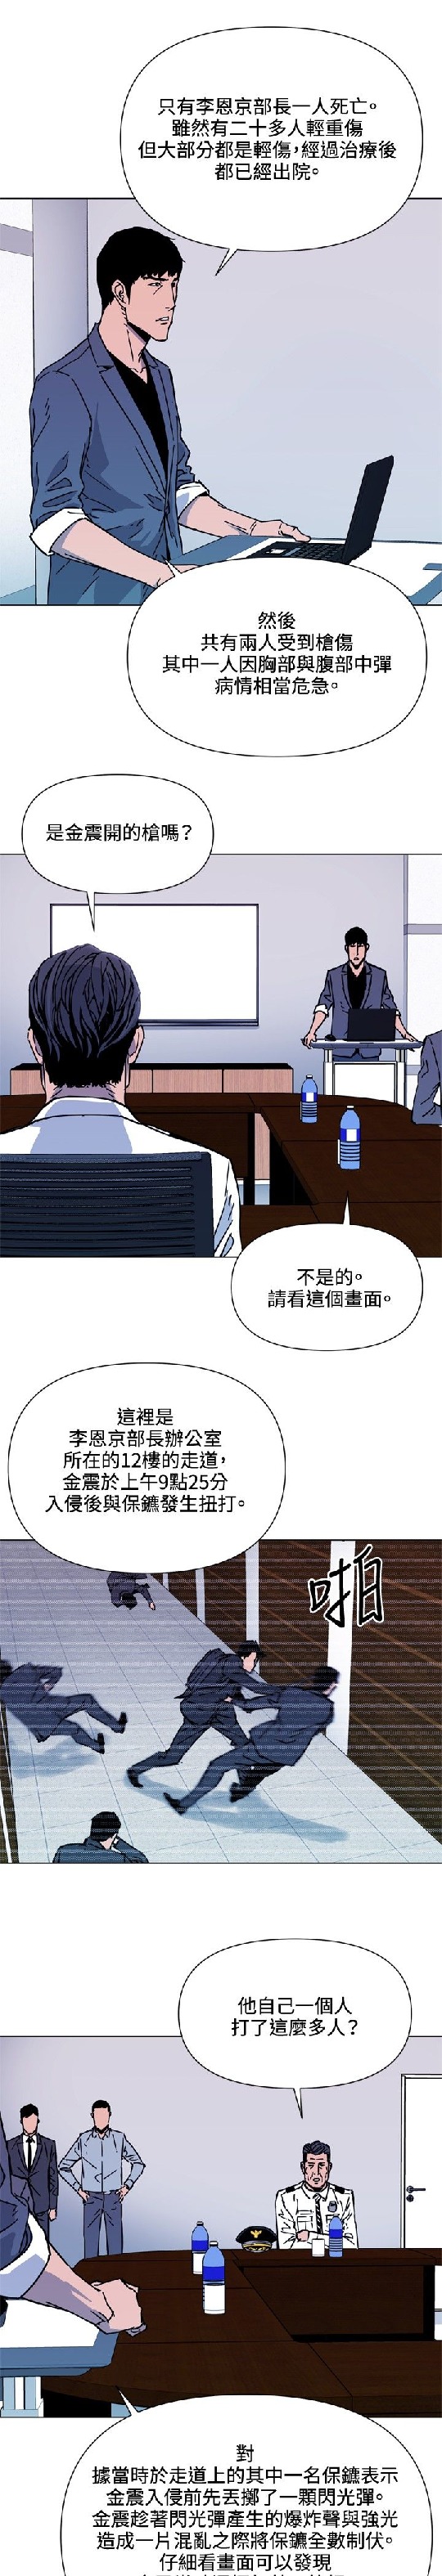 只有李恩京部長一人死亡。
雖然有二十多人輕重傷
但大部分都是輕傷,經過治療後
都已經出院。
然後
共有兩人受到槍傷
其中一人因胸部與腹部中彈
病情相當危急。
是金震開的槍嗎?
不是的。
請看這個畫面。
這裡是
李恩京部長辦公室
所在的12樓的走道,
金震於上午9點25分
入侵後與保鑣發生扭打。
啪
他自己一個人
打了這麼多人?
對
據當時於走道上的其中一名保鑣表示
金震入侵前先丟擲了一顆閃光彈。
金震趁著閃光彈產生的爆炸聲與強光
造成一片混亂之際將保鑣全數制伏。
仔細看畫面可以發現